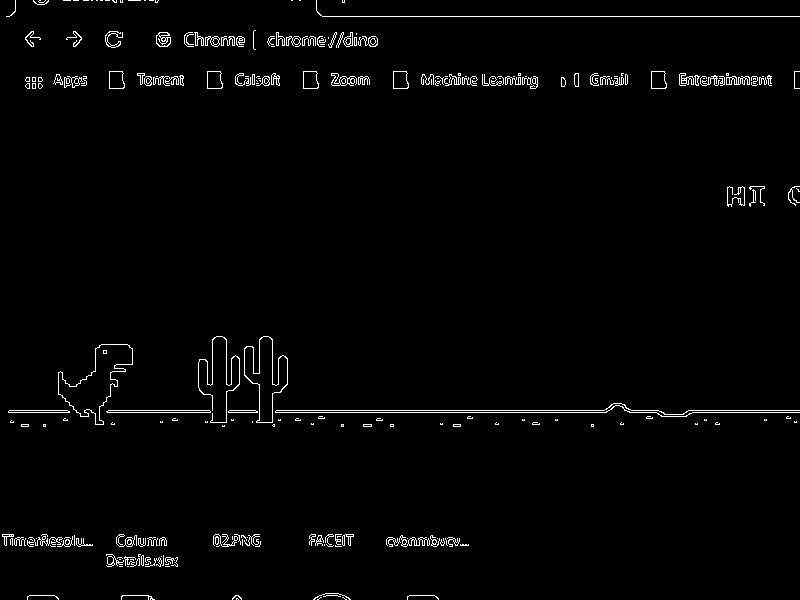 Chrome | chrome://dino
Apps Torrent Calsoft Zoom Machine Learning Gmail Entertainment
HI
TimerResolu... Column 02.PNG FACEIT cvbnmbvcv...
Details.xlsx